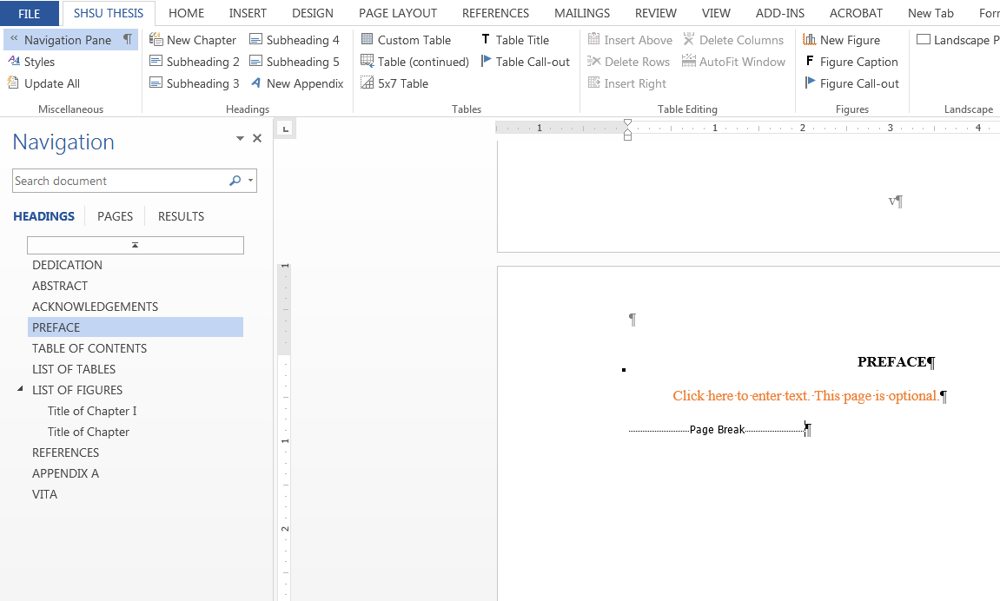 FILE SHSU THESIS HOME INSERT DESIGN PAGE LAYOUT REFERENCES MAILINGS REVIEW VIEW ADD-INS ACROBAT New Tab For
« Navigation Pane ¶ New Chapter Subheading 4 Custom Table T Table Title Insert Above Delete Columns New Figure Landscape P
Styles Subheading 2 Subheading 5 Table (continued) Table Call-out Delete Rows AutoFit Window F Figure Caption
Update All Subheading 3 A New Appendix 5x7 Table Insert Right Figure Call-out
Miscellaneous Headings Tables Table Editing Figures Landscape
L 1 1 2 3 4
Navigation
Search document
HEADINGS PAGES RESULTS
v¶
DEDICATION
ABSTRACT
ACKNOWLEDGEMENTS
PREFACE
TABLE OF CONTENTS
LIST OF TABLES
LIST OF FIGURES
Title of Chapter I
Title of Chapter
REFERENCES
APPENDIX A
VITA
1
1
2
¶
PREFACE¶
Click·here·to·enter·text.·This·page·is·optional.¶
Page Break¶